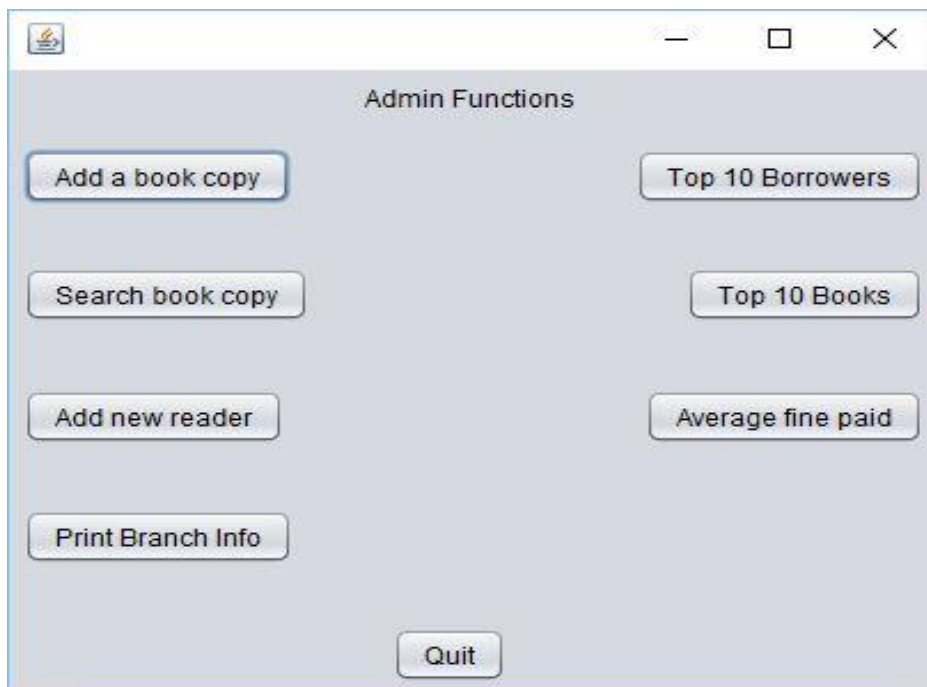 Admin Functions
Add a book copy
Top 10 Borrowers
Search book copy
Top 10 Books
Add new reader
Average fine paid
Print Branch Info
Quit